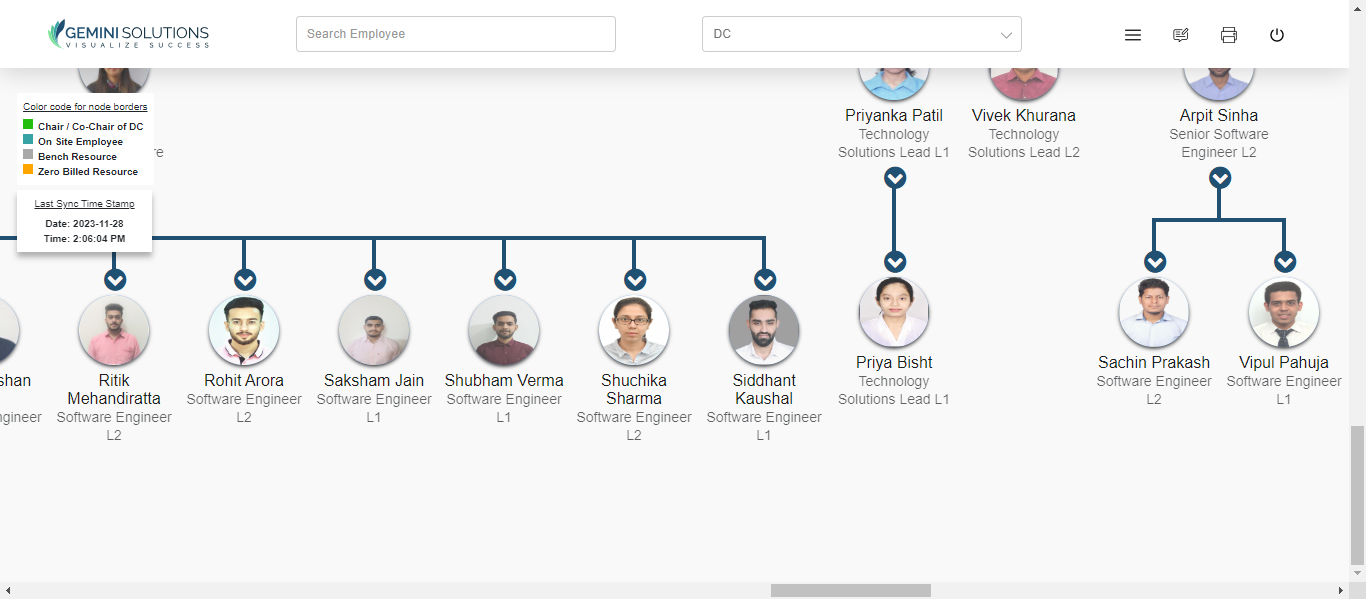 GEMINI SOLUTIONS
VISUALIZE SUCCESS
Search Employee
DC
Color code for node borders
Chair / Co-Chair of DC
On Site Employee
Bench Resource
Zero Billed Resource
re
Last Sync Time Stamp
Date: 2023-11-28
Time: 2:06:04 PM
Priyanka Patil
Technology
Solutions Lead L1
Vivek Khurana
Technology
Solutions Lead L2
Arpit Sinha
Senior Software
Engineer L2
shan
gineer
Ritik
Mehandiratta
Software Engineer
L2
Rohit Arora
Software Engineer
L2
Saksham Jain
Software Engineer
L1
Shubham Verma
Software Engineer
L1
Shuchika
Sharma
Software Engineer
L2
Siddhant
Kaushal
Software Engineer
L1
Priya Bisht
Technology
Solutions Lead L1
Sachin Prakash
Software Engineer
L2
Vipul Pahuja
Software Engineer
L1